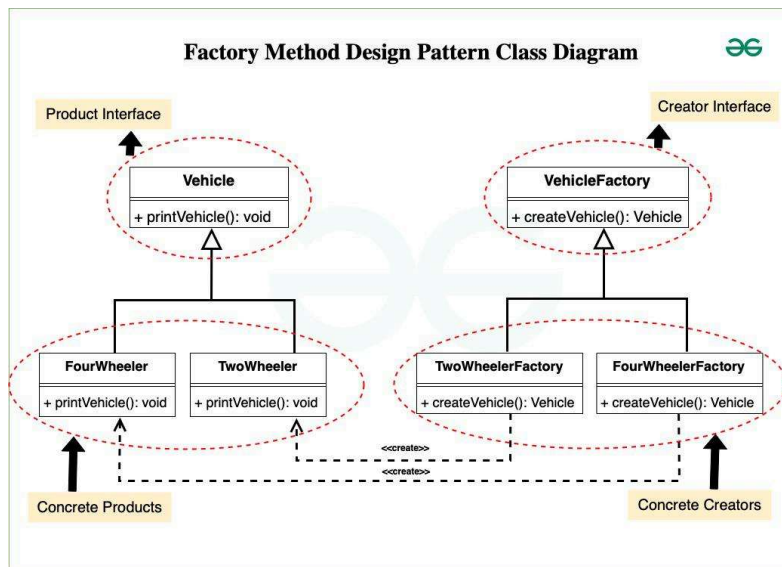 Factory Method Design Pattern Class Diagram
Product Interface
Creator Interface
Vehicle
+ printVehicle(): void
VehicleFactory
+ createVehicle(): Vehicle
FourWheeler
+ printVehicle(): void
TwoWheeler
+ printVehicle(): void
TwoWheelerFactory
+ createVehicle(): Vehicle
FourWheelerFactory
+ createVehicle(): Vehicle
<<create>>
<<create>>
Concrete Products
Concrete Creators